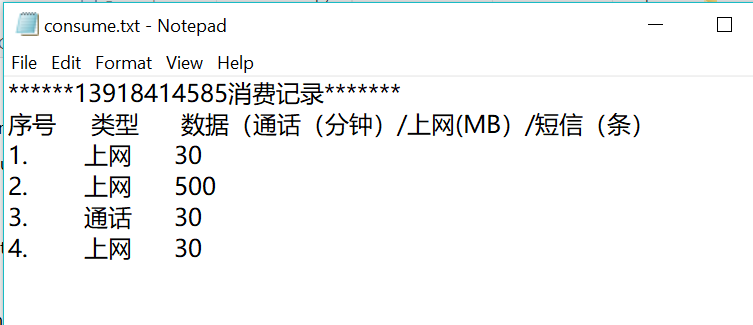 consume.txt - Notepad
File Edit Format View Help
******13918414585消费记录*******
序号 类型 数据（通话（分钟）/上网(MB）/短信（条）
1. 上网 30
2. 上网 500
3. 通话 30
4. 上网 30